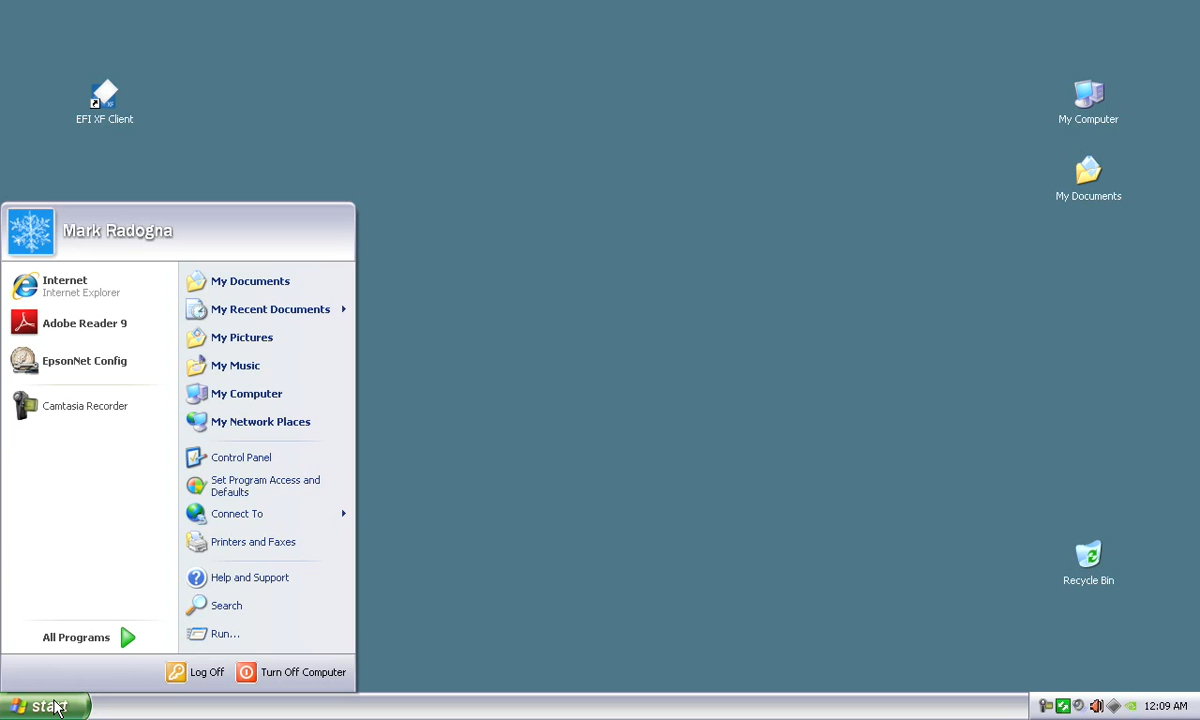 EFI XF Client
My Computer
My Documents
Mark Radogna
Internet
Internet Explorer
Adobe Reader 9
EpsonNet Config
Camtasia Recorder
All Programs
My Documents
My Recent Documents
My Pictures
My Music
My Computer
My Network Places
Control Panel
Set Program Access and
Defaults
Connect To
Printers and Faxes
Help and Support
Search
Run...
Log Off
Turn Off Computer
Recycle Bin
start
12:09 AM